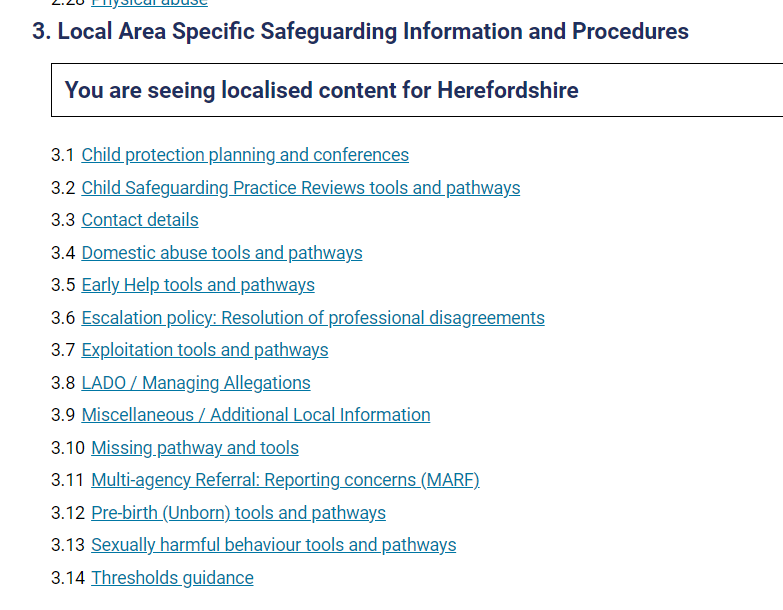 2.28 Physical abuse
3. Local Area Specific Safeguarding Information and Procedures
You are seeing localised content for Herefordshire
3.1 Child protection planning and conferences
3.2 Child Safeguarding Practice Reviews tools and pathways
3.3 Contact details
3.4 Domestic abuse tools and pathways
3.5 Early Help tools and pathways
3.6 Escalation policy: Resolution of professional disagreements
3.7 Exploitation tools and pathways
3.8 LADO / Managing Allegations
3.9 Miscellaneous / Additional Local Information
3.10 Missing pathway and tools
3.11 Multi-agency Referral: Reporting concerns (MARF)
3.12 Pre-birth (Unborn) tools and pathways
3.13 Sexually harmful behaviour tools and pathways
3.14 Thresholds guidance